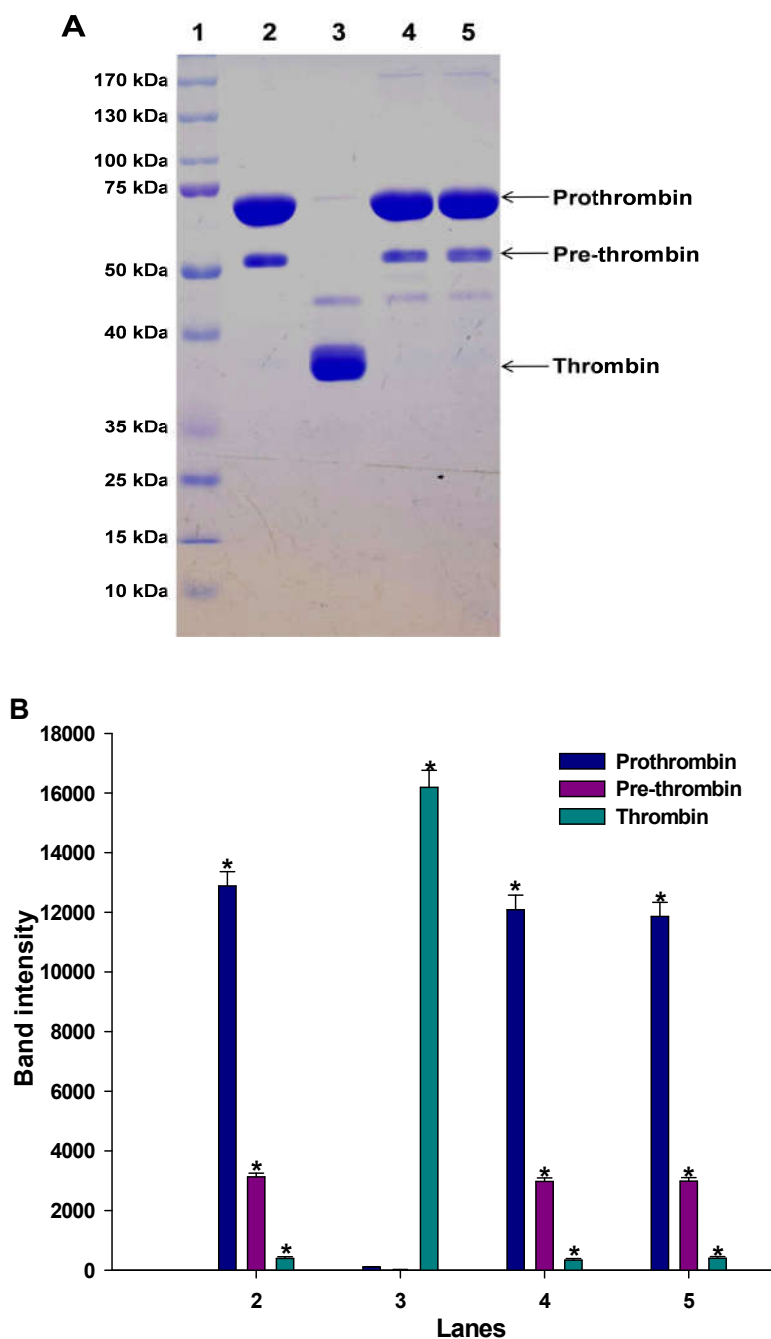 A
1 2 3 4 5
170 kDa
130 kDa
100 kDa
75 kDa
Prothrombin
Pre-thrombin
50 kDa
40 kDa
Thrombin
35 kDa
25 kDa
15 kDa
10 kDa
B
18000
16000
14000
12000
10000
8000
6000
4000
2000
0
Band intensity
Prothrombin
Pre-thrombin
Thrombin
* * *
* * *
* * *
*
2 3 4 5
Lanes